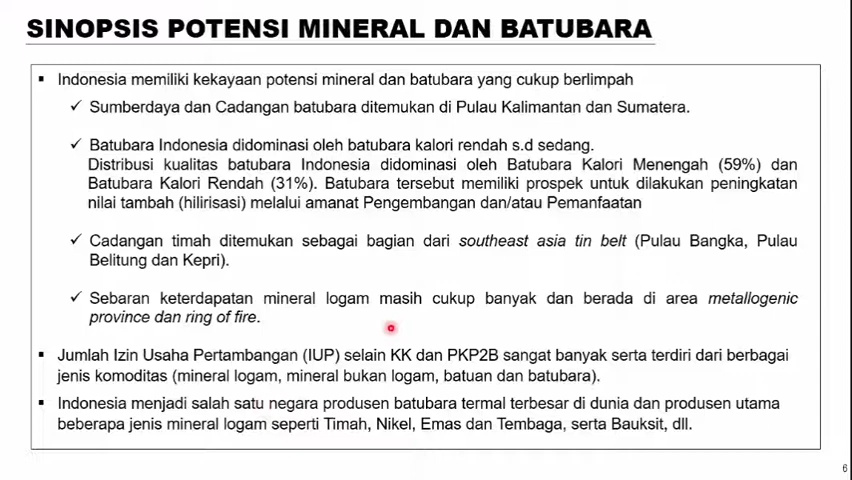 SINOPSIS POTENSI MINERAL DAN BATUBARA
▪ Indonesia memiliki kekayaan potensi mineral dan batubara yang cukup berlimpah
✓ Sumberdaya dan Cadangan batubara ditemukan di Pulau Kalimantan dan Sumatera.
✓ Batubara Indonesia didominasi oleh batubara kalori rendah s.d sedang.
Distribusi kualitas batubara Indonesia didominasi oleh Batubara Kalori Menengah (59%) dan
Batubara Kalori Rendah (31%). Batubara tersebut memiliki prospek untuk dilakukan peningkatan
nilai tambah (hilirisasi) melalui amanat Pengembangan dan/atau Pemanfaatan
✓ Cadangan timah ditemukan sebagai bagian dari southeast asia tin belt (Pulau Bangka, Pulau
Belitung dan Kepri).
✓ Sebaran keterdapatan mineral logam masih cukup banyak dan berada di area metallogenic
province dan ring of fire.
▪ Jumlah Izin Usaha Pertambangan (IUP) selain KK dan PKP2B sangat banyak serta terdiri dari berbagai
jenis komoditas (mineral logam, mineral bukan logam, batuan dan batubara).
▪ Indonesia menjadi salah satu negara produsen batubara termal terbesar di dunia dan produsen utama
beberapa jenis mineral logam seperti Timah, Nikel, Emas dan Tembaga, serta Bauksit, dll.
6